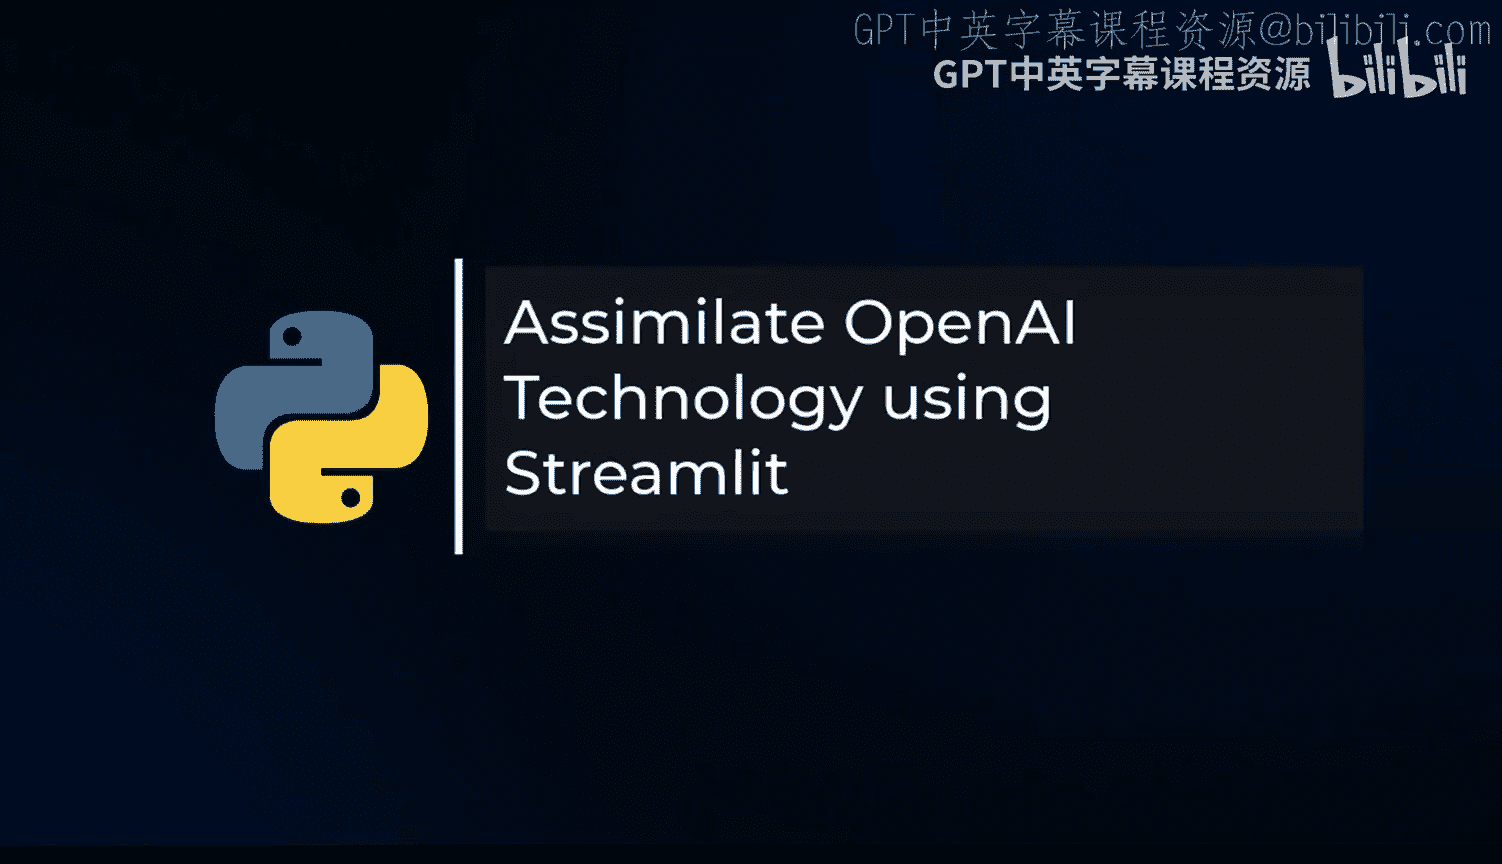 GPT中英字幕课程资源@bilibili.com
GPT中英字幕课程资源 bilibili
Assimilate OpenAI
Technology using
Streamlit